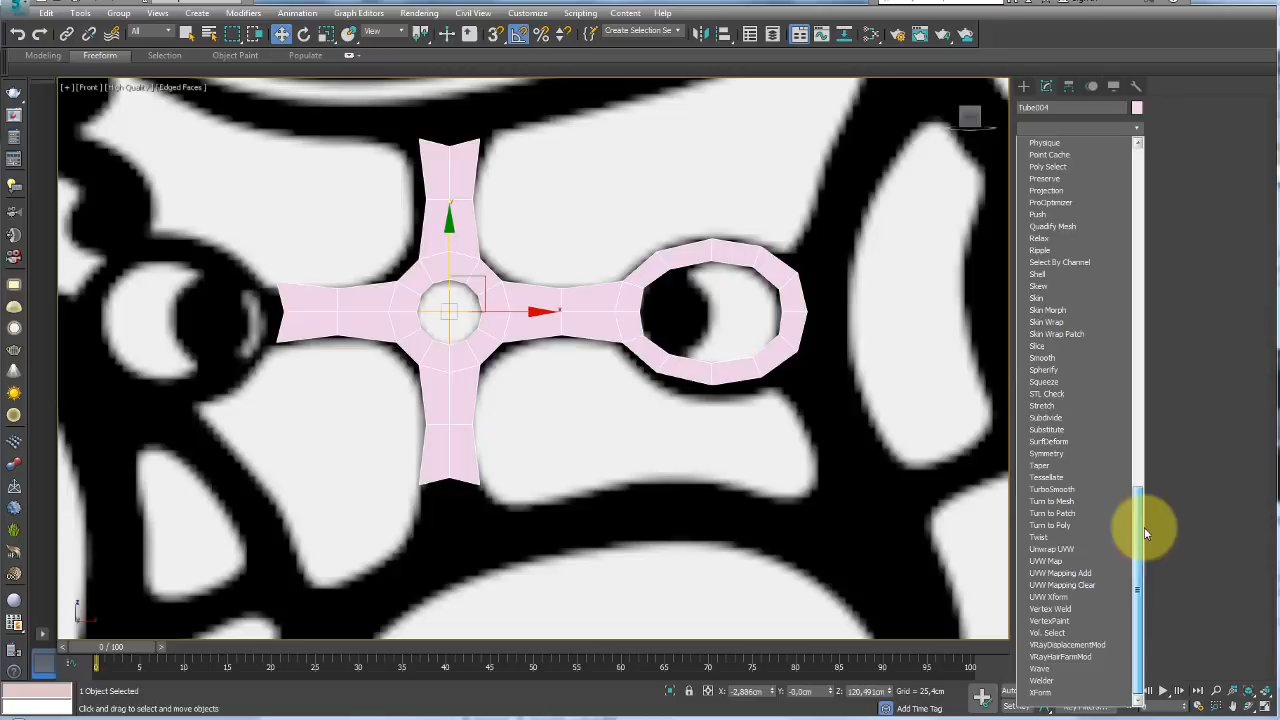 Edit Tools Group Views Create Modifiers Animation Graph Editors Rendering Civil View Customize Scripting Content Help
All View Create Selection Se
Modeling Freeform Selection Object Paint Populate
[+] [Front] [High Quality] [Edged Faces]
Tube004
Physique
Point Cache
Poly Select
Preserve
Projection
ProOptimizer
Push
Quadify Mesh
Relax
Ripple
Select By Channel
Shell
Skew
Skin
Skin Morph
Skin Wrap
Skin Wrap Patch
Slice
Smooth
Spherify
Squeeze
STL Check
Stretch
Subdivide
Substitute
SurfDeform
Symmetry
Taper
Tessellate
TurboSmooth
Turn to Mesh
Turn to Patch
Turn to Poly
Twist
Unwrap UVW
UVW Map
UVW Mapping Add
UVW Mapping Clear
UVW Xform
Vertex Weld
VertexPaint
Vol. Select
VRayDisplacementMod
VRayHairFarmMod
Wave
Welder
XForm
z
x
< 0 / 100 >
0 5 10 15 20 25 30 35 40 45 50 55 60 65 70 75 80 85 90 95 100
1 Object Selected X: -2,886cm Y: -0,0cm Z: 120,491cm Grid = 25,4cm
Click and drag to select and move objects Add Time Tag